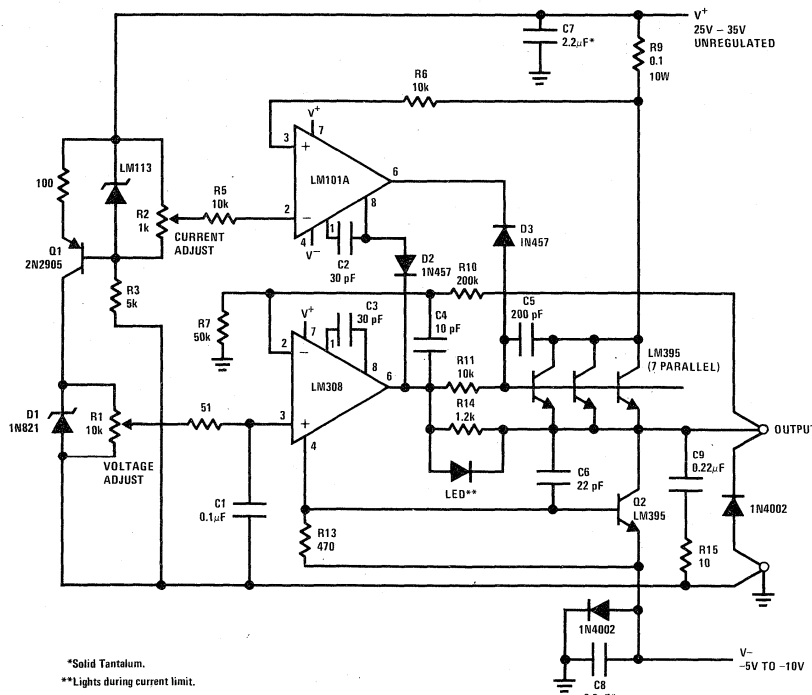 V+
25V – 35V
UNREGULATED
C7
2.2µF*
R9
0.1
10W
R6
10k
V+
7
3
+
LM101A
6
8
2
−
4
1
V−
C2
30 pF
100
LM113
R2
1k
R5
10k
CURRENT
ADJUST
Q1
2N2905
R3
5k
D2
1N457
D3
IN457
R10
200k
C5
200 pF
R7
50k
V+
7
C3
30 pF
1
8
2
−
LM308
6
3
+
4
C4
10 pF
R11
10k
R14
1.2k
LM395
(7 PARALLEL)
D1
1N821
R1
10k
VOLTAGE
ADJUST
51
C1
0.1µF
LED**
C6
22 pF
R13
470
Q2
LM395
C9
0.22µF
R15
10
OUTPUT
1N4002
1N4002
V−
−5V TO −10V
C8
*Solid Tantalum.
**Lights during current limit.